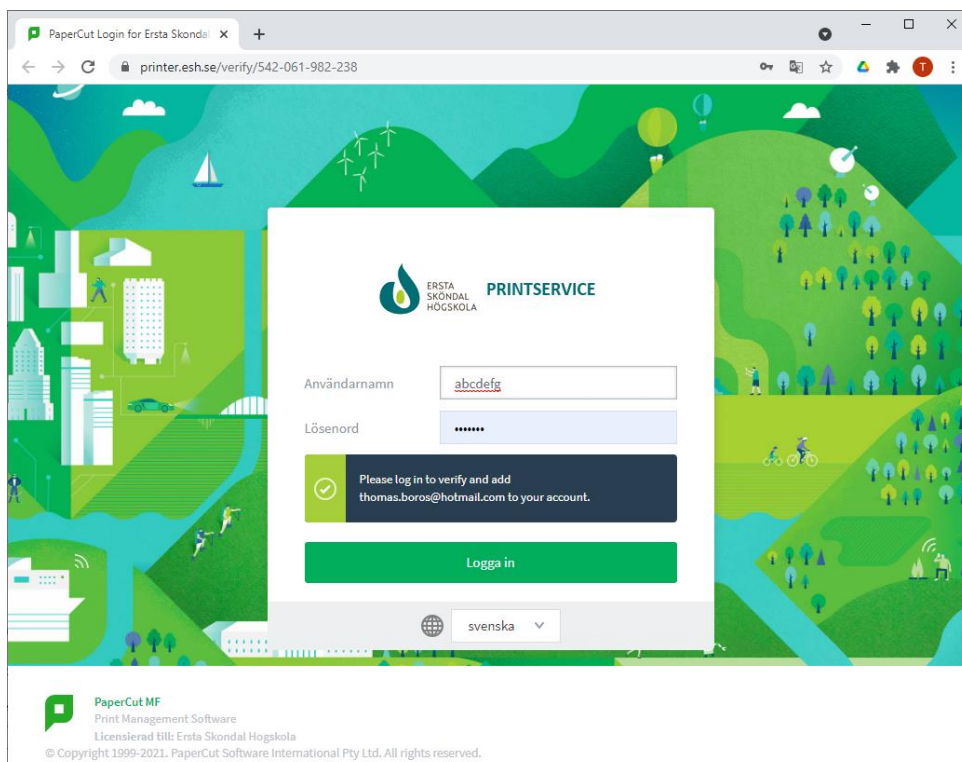 PaperCut Login for Ersta Skondal
printer.esh.se/verify/542-061-982-238
T
ERSTA
SKÖNDAL
HÖGSKOLA
PRINTSERVICE
Användarnamn
abcdefg
Lösenord
Please log in to verify and add
thomas.boros@hotmail.com to your account.
Logga in
svenska
PaperCut MF
Print Management Software
Licensierad till: Ersta Skondal Hogskola
© Copyright 1999-2021. PaperCut Software International Pty Ltd. All rights reserved.